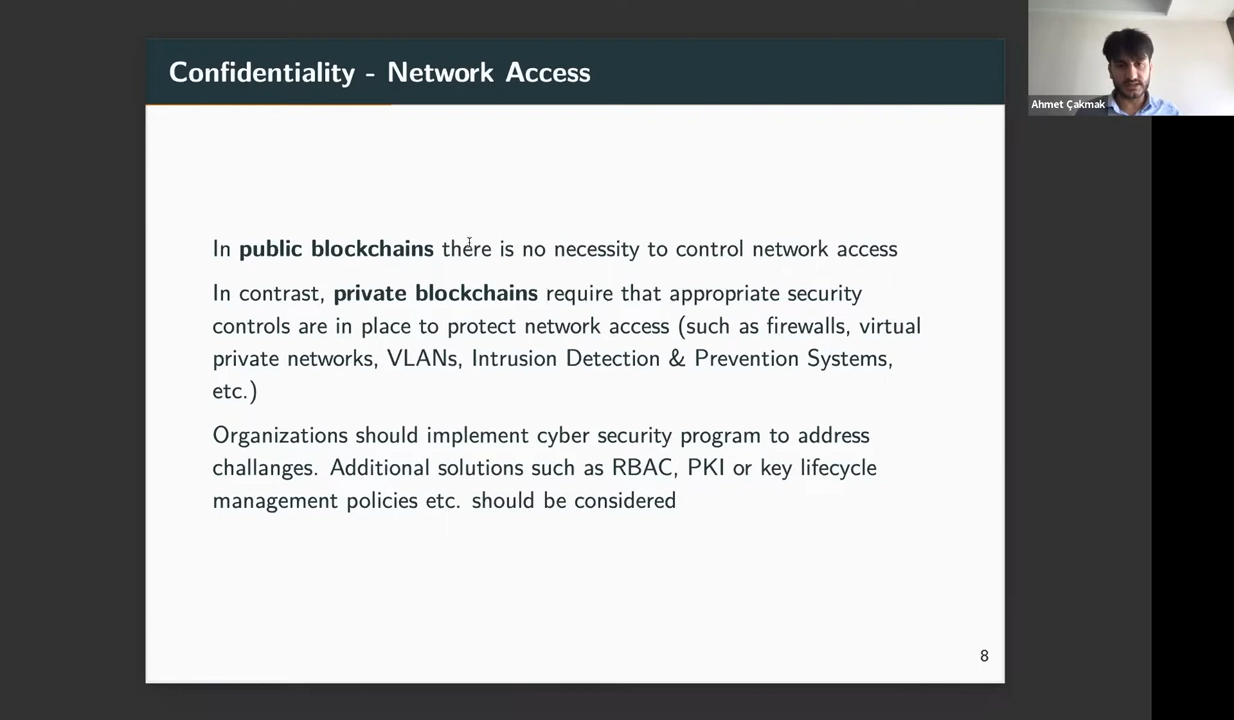 Confidentiality - Network Access
Ahmet Çakmak
In public blockchains there is no necessity to control network access
In contrast, private blockchains require that appropriate security
controls are in place to protect network access (such as firewalls, virtual
private networks, VLANs, Intrusion Detection & Prevention Systems,
etc.)
Organizations should implement cyber security program to address
challanges. Additional solutions such as RBAC, PKI or key lifecycle
management policies etc. should be considered
8